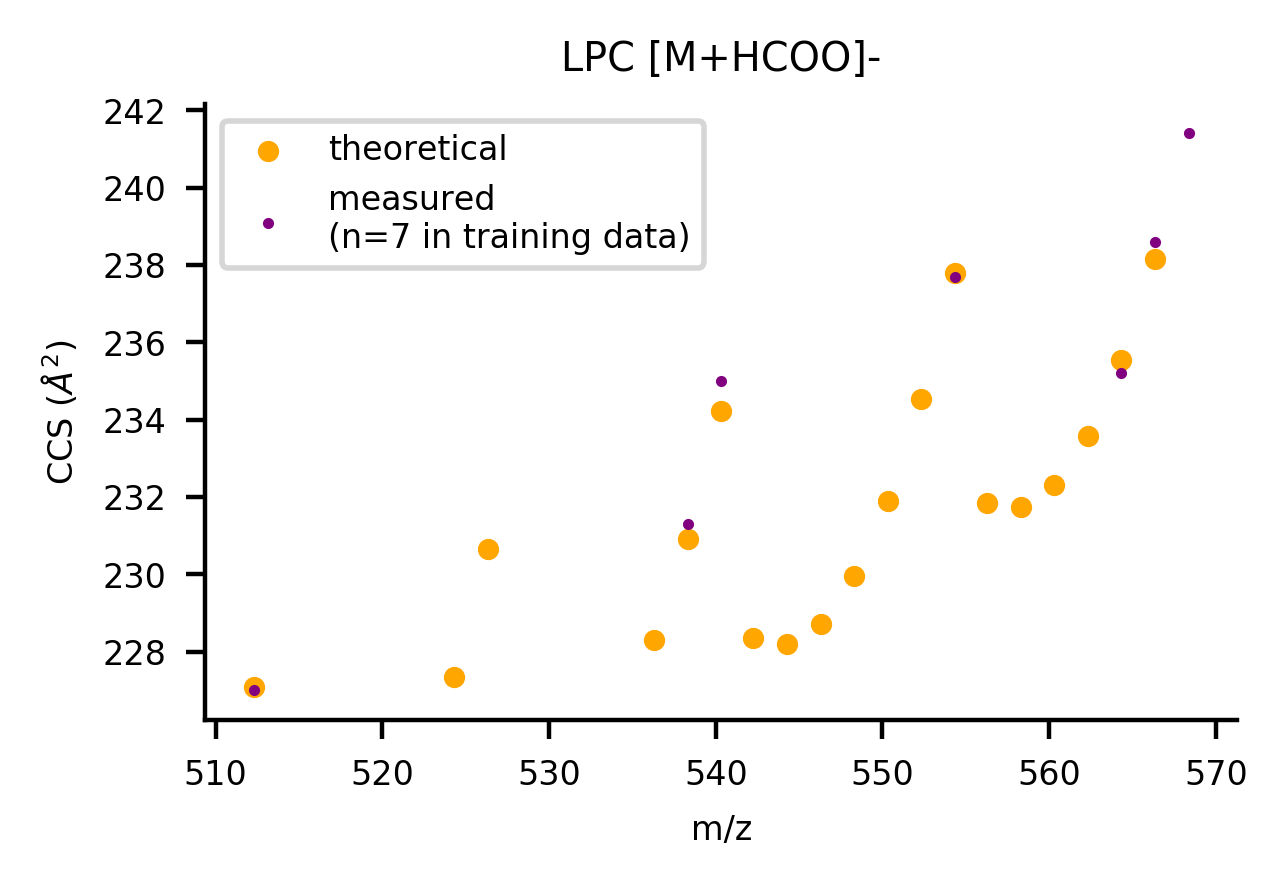 LPC [M+HCOO]-
242
240
238
236
234
232
230
228
CCS (Å²)
theoretical
measured
(n=7 in training data)
510 520 530 540 550 560 570
m/z